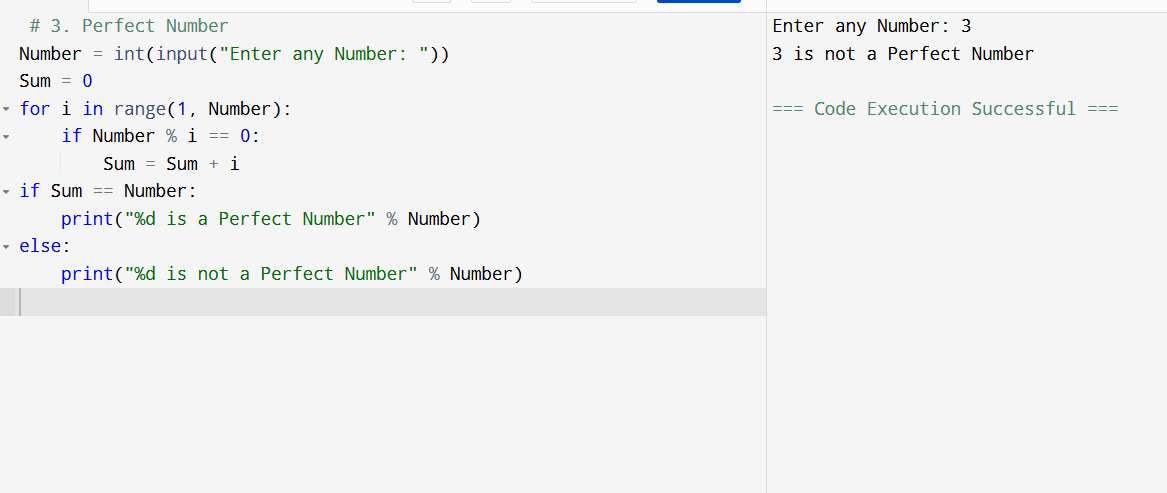 # 3. Perfect Number
Number = int(input("Enter any Number: "))
Sum = 0
for i in range(1, Number):
    if Number % i == 0:
        Sum = Sum + i
if Sum == Number:
    print("%d is a Perfect Number" % Number)
else:
    print("%d is not a Perfect Number" % Number)
Enter any Number: 3
3 is not a Perfect Number
=== Code Execution Successful ===